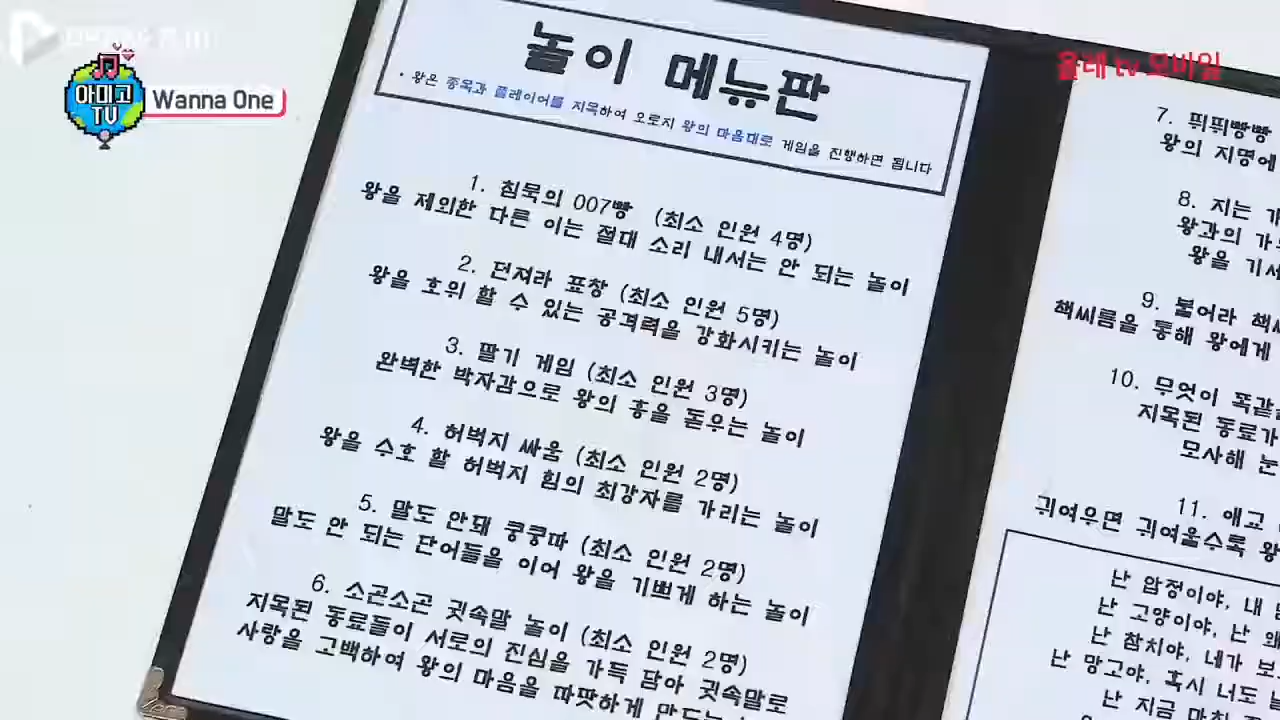 아미고
TV
Wanna One
올레 tv 모바일
놀이 메뉴판
• 왕은 종목과 플레이어를 지목하여 오로지 왕의 마음대로 게임을 진행하면 됩니다
1. 침묵의 007빵 (최소 인원 4명)
왕을 제외한 다른 이는 절대 소리 내서는 안 되는 놀이
2. 던져라 표창 (최소 인원 5명)
왕을 호위 할 수 있는 공격력을 강화시키는 놀이
3. 딸기 게임 (최소 인원 3명)
완벽한 박자감으로 왕의 흥을 돋우는 놀이
4. 허벅지 싸움 (최소 인원 2명)
왕을 수호 할 허벅지 힘의 최강자를 가리는 놀이
5. 말도 안돼 쿵쿵따 (최소 인원 2명)
말도 안 되는 단어들을 이어 왕을 기쁘게 하는 놀이
6. 소곤소곤 귓속말 놀이 (최소 인원 2명)
지목된 동료들이 서로의 진심을 가득 담아 귓속말로
사랑을 고백하여 왕의 마음을 따팟하게
7. 뛰뛰빵빵
왕의 지명에
8. 지는
왕과의
왕을
9. 불어라
책씨름을 통해 왕에게
10. 무엇이
지목된 동료가
모사해
11. 애교
귀여우면 귀여울수록
난 압정이야, 내
난 고양이야, 난
난 참치야, 네가
난 망고야, 혹시 너도
난 지금